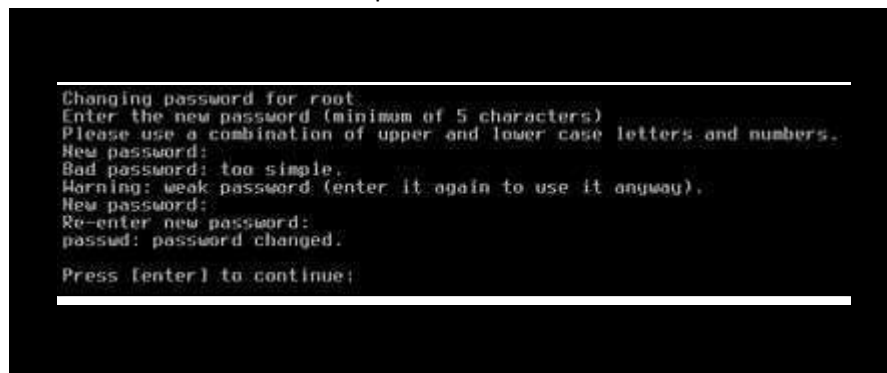 Changing password for root
Enter the new password (minimum of 5 characters)
Please use a combination of upper and lower case letters and numbers.
New password:
Bad password: too simple.
Warning: weak password (enter it again to use it anyway).
New password:
Re-enter new password:
passwd: password changed.
Press [enter] to continue: